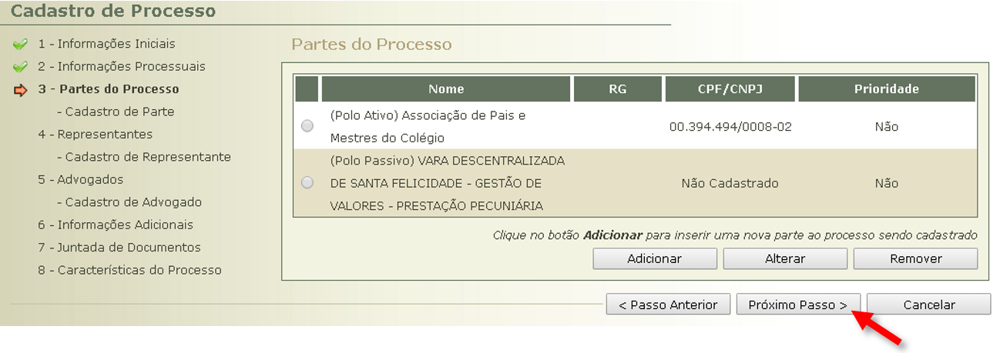 Cadastro de Processo
1 - Informações Iniciais
2 - Informações Processuais
3 - Partes do Processo
- Cadastro de Parte
4 - Representantes
- Cadastro de Representante
5 - Advogados
- Cadastro de Advogado
6 - Informações Adicionais
7 - Juntada de Documentos
8 - Características do Processo
Partes do Processo
Nome RG CPF/CNPJ Prioridade
(Polo Ativo) Associação de Pais e
Mestres do Colégio
00.394.494/0008-02 Não
(Polo Passivo) VARA DESCENTRALIZADA
DE SANTA FELICIDADE - GESTÃO DE
VALORES - PRESTAÇÃO PECUNIÁRIA
Não Cadastrado Não
Clique no botão Adicionar para inserir uma nova parte ao processo sendo cadastrado
Adicionar Alterar Remover
< Passo Anterior Próximo Passo > Cancelar